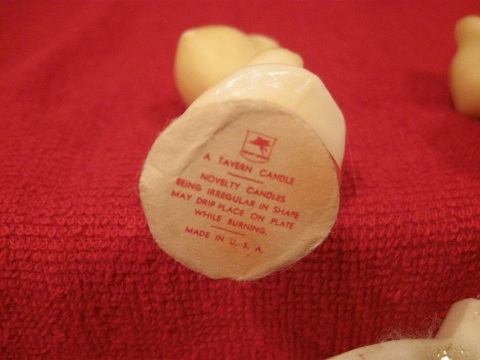 A TAVERN CANDLE
NOVELTY CANDLES
BEING IRREGULAR IN SHAPE
MAY DRIP PLACE ON PLATE
WHILE BURNING.
MADE IN U. S. A.